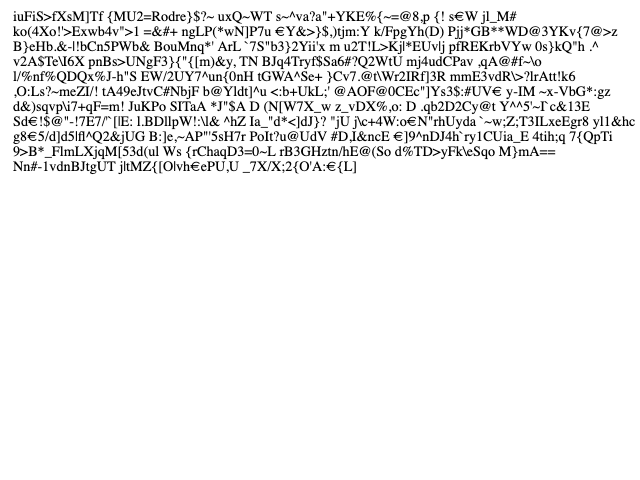 iuFiS>fXsM]Tf {MU2=Rodre}$?~ uxQ~WT s~^va?a"+YKE%{~=@8,p {! s€W jl_M#
ko(4Xo!'>Exwb4v">1 =&#+ ngLP(*wN]P7u €Y&>}$,)tjm:Y k/FpgYh(D) Pjj*GB**WD@3YKv{7@>z
B}eHb.&-l!bCn5PWb& BouMnq*' ArL`7S"b3}2Yii'x m u2T!L>Kjl*EUvlj pfREKrbVYw 0s}kQ"h .^
v2A$Te\I6X pnBs>UNgF3}{"{[m)&y, TN BJq4Tryf$Sa6#?Q2WtU mj4udCPav ,qA@#f~\o
l/%nf%QDQx%J-h"S EW/2UY7^un{0nH tGWA^Se+ }Cv7.@t\Wr2IRf]3R mmE3vdR\>?lrAtt!k6
,O:Ls?~meZI/! tA49eJtvC#NbjF b@Yldt]^u <:b+UkL;' @AOF@0CEc"]Ys3$:#UV€ y-IM ~x-VbG*:gz
d&)sqvp\i7+qF=m! JuKPo SITaA *J"$A D (N[W7X_w z_vDX%,o: D .qb2D2Cy@t Y^^5'~Γ c&13E
Sd€!$@"-!7E7/`[|E: l.BDllpW!:\l& ^hZ Ia_"d*<]dJ}? "jU j\c+4W:o€N"rhUyda `~w;Z;T3ILxeEgr8 yl1&hc
g8€5/d]d5lfl^Q2&jUG B:]e,~AP"'5sH7r PoIt?u@UdV #D,I&ncE €]9^nDJ4h`ry1CUia_E 4tih;q 7{QpTi
9>B*_FlmLXjqM[53d(ul Ws {rChaqD3=0~L rB3GHztn/hE@(So d%TD>yFk\eSqo M}mA==
Nn#-1vdnBJtgUT j|tMZ{[O|vh€ePU,U _7X/X;2{O'A:€{L]